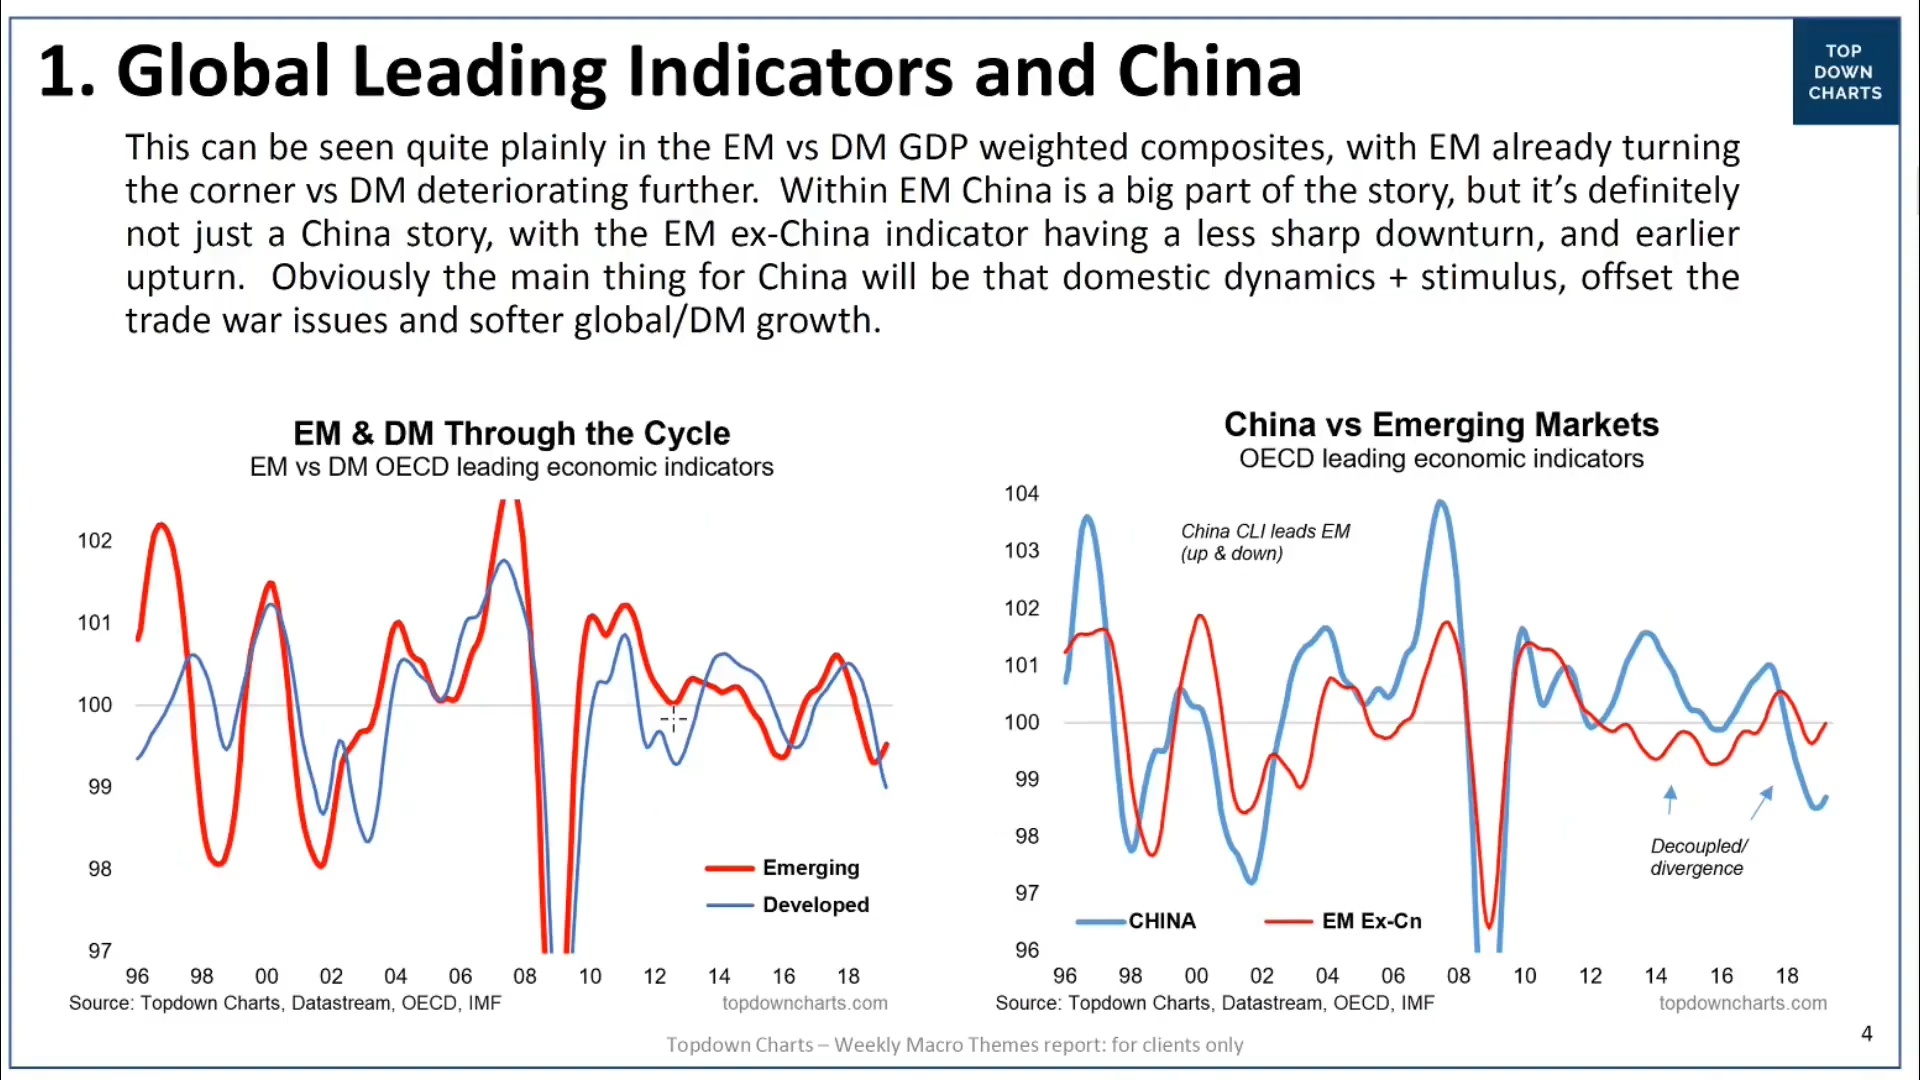 1. Global Leading Indicators and China
TOP
DOWN
CHARTS
This can be seen quite plainly in the EM vs DM GDP weighted composites, with EM already turning
the corner vs DM deteriorating further.  Within EM China is a big part of the story, but it’s definitely
not just a China story, with the EM ex-China indicator having a less sharp downturn, and earlier
upturn.  Obviously the main thing for China will be that domestic dynamics + stimulus, offset the
trade war issues and softer global/DM growth.
EM & DM Through the Cycle
EM vs DM OECD leading economic indicators
102
101
100
99
98
97
Emerging
Developed
96 98 00 02 04 06 08 10 12 14 16 18
Source: Topdown Charts, Datastream, OECD, IMF
topdowncharts.com
China vs Emerging Markets
OECD leading economic indicators
104
103
102
101
100
99
98
97
96
China CLI leads EM
(up & down)
Decoupled/
divergence
CHINA
EM Ex-Cn
96 98 00 02 04 06 08 10 12 14 16 18
Source: Topdown Charts, Datastream, OECD, IMF
topdowncharts.com
Topdown Charts – Weekly Macro Themes report: for clients only
4